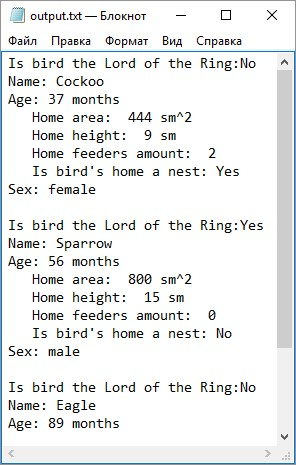 output.txt — Блокнот
Файл Правка Формат Вид Справка
Is bird the Lord of the Ring:No
Name: Cockoo
Age: 37 months
   Home area:  444 sm^2
   Home height:  9 sm
   Home feeders amount:  2
   Is bird's home a nest: Yes
Sex: female

Is bird the Lord of the Ring:Yes
Name: Sparrow
Age: 56 months
   Home area:  800 sm^2
   Home height:  15 sm
   Home feeders amount:  0
   Is bird's home a nest: No
Sex: male

Is bird the Lord of the Ring:No
Name: Eagle
Age: 89 months